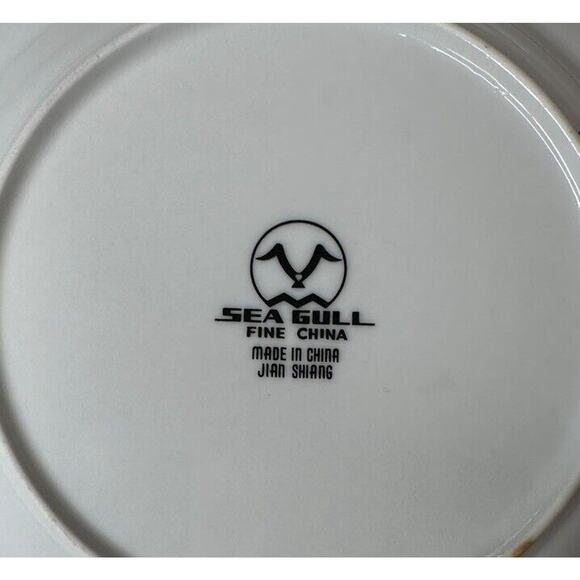 SEA GULL
FINE CHINA
MADE IN CHINA
JIAN SHIANG